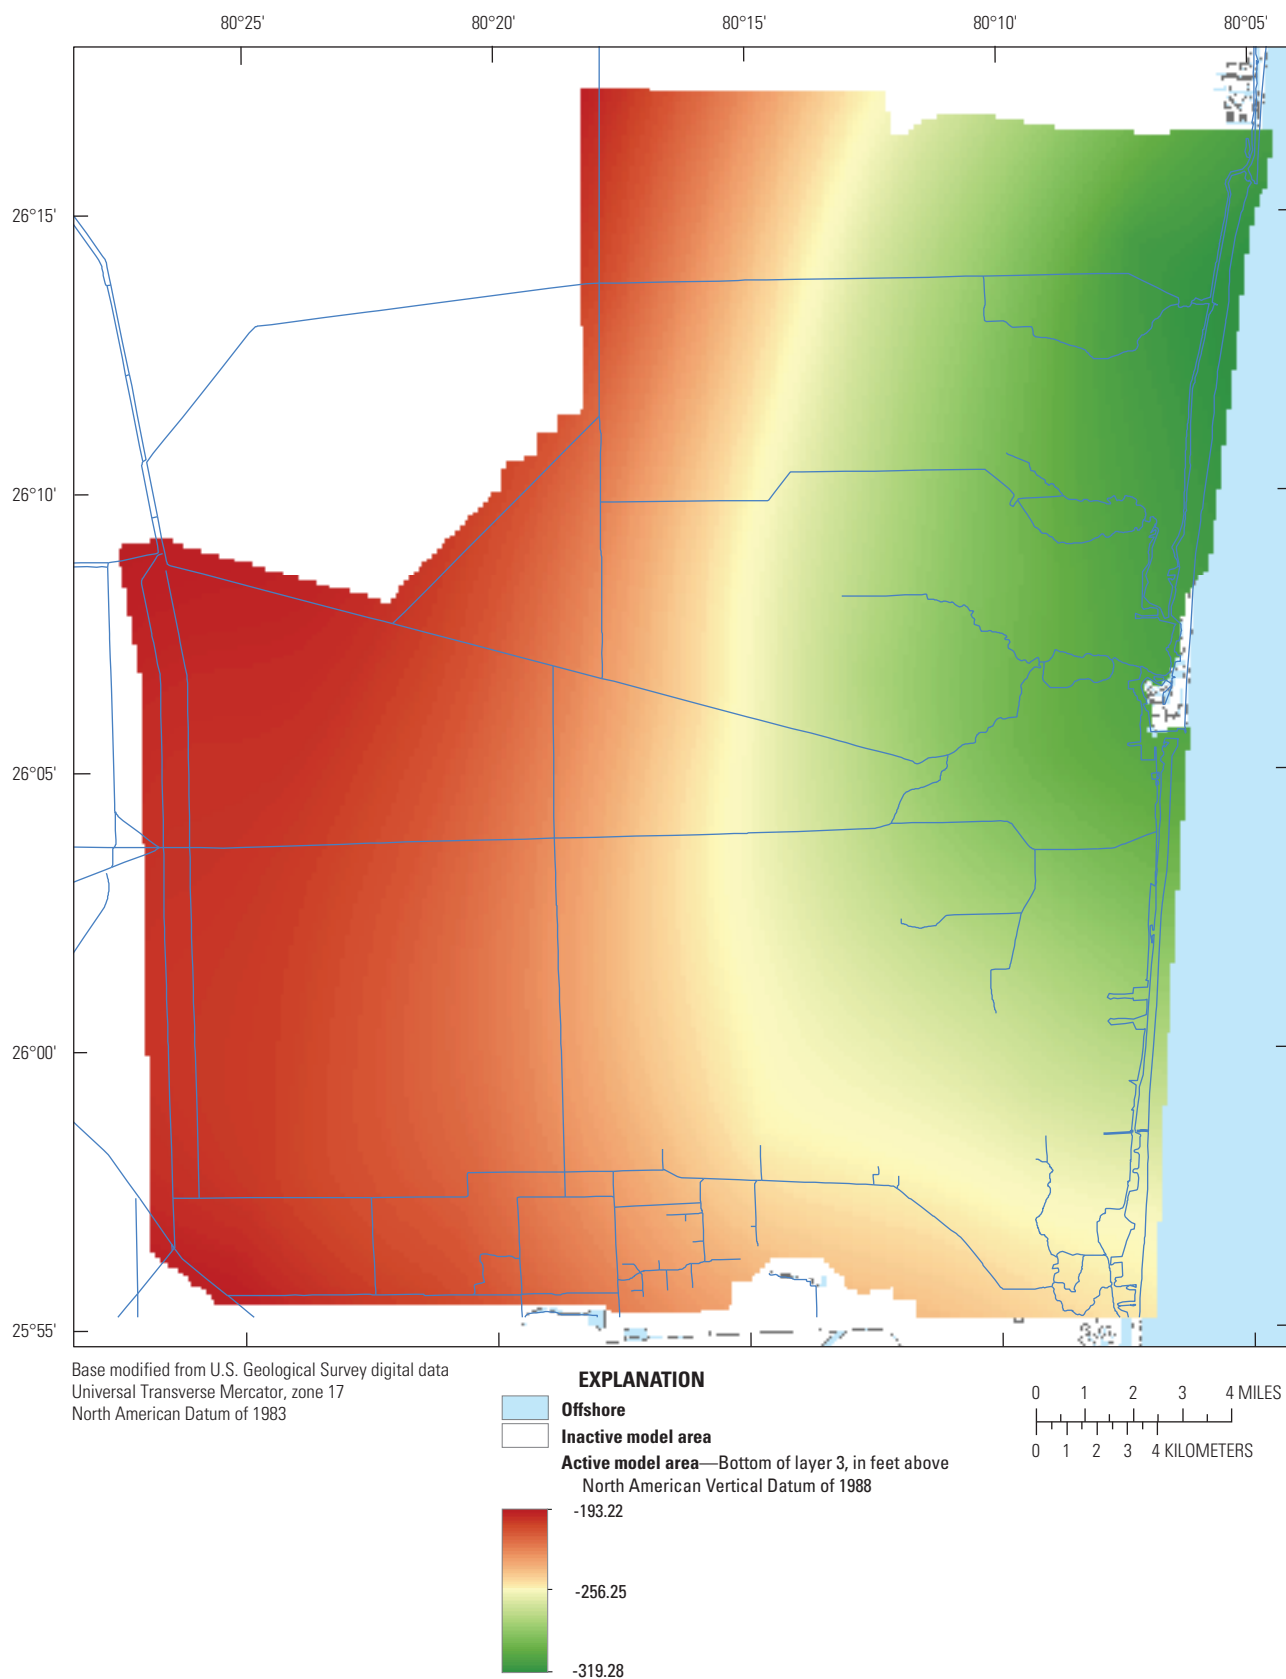 80°25'
80°20'
80°15'
80°10'
80°05'
26°15'
26°10'
26°05'
26°00'
25°55'
Base modified from U.S. Geological Survey digital data
Universal Transverse Mercator, zone 17
North American Datum of 1983
EXPLANATION
Offshore
Inactive model area
Active model area—Bottom of layer 3, in feet above
North American Vertical Datum of 1988
-193.22
-256.25
-319.28
0 1 2 3 4 MILES
0 1 2 3 4 KILOMETERS